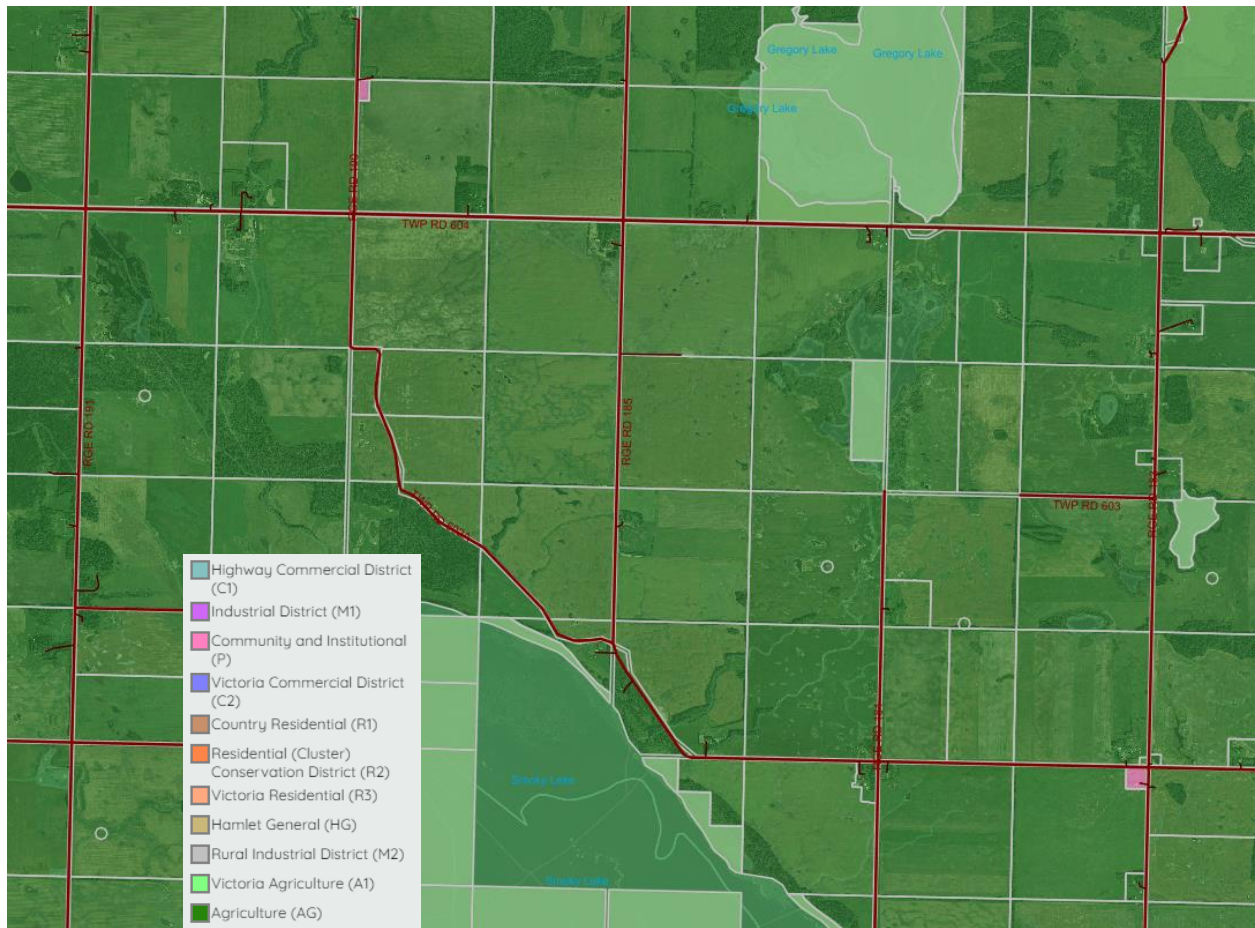 Gregory Lake
Gregory Lake
Gregory Lake
TWP RD 604
RGE RD 191
RGE RD 185
TWP RD 603
Highway Commercial District
(C1)
Industrial District (M1)
Community and Institutional
(P)
Victoria Commercial District
(C2)
Country Residential (R1)
Residential (Cluster)
Conservation District (R2)
Victoria Residential (R3)
Hamlet General (HG)
Rural Industrial District (M2)
Victoria Agriculture (A1)
Agriculture (AG)
Smoky Lake
Smoky Lake